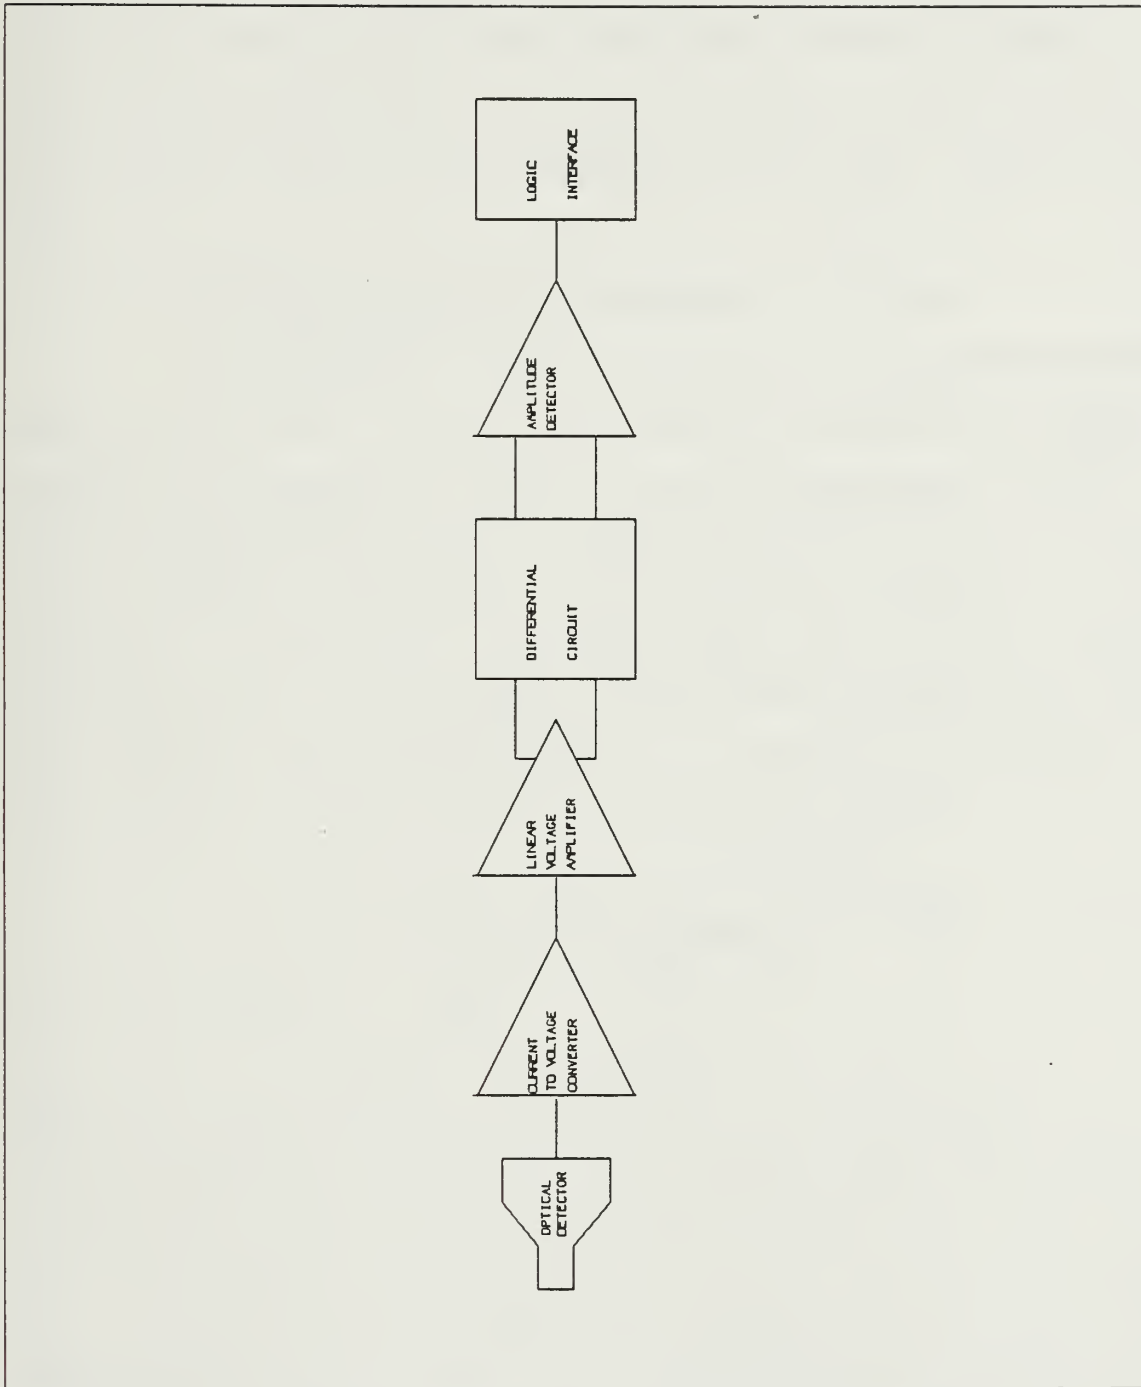 OPTICAL
DETECTOR
CURRENT
TO VOLTAGE
CONVERTER
LINEAR
VOLTAGE
AMPLIFIER
DIFFERENTIAL
CIRCUIT
AMPLITUDE
DETECTOR
LOGIC
INTERFACE